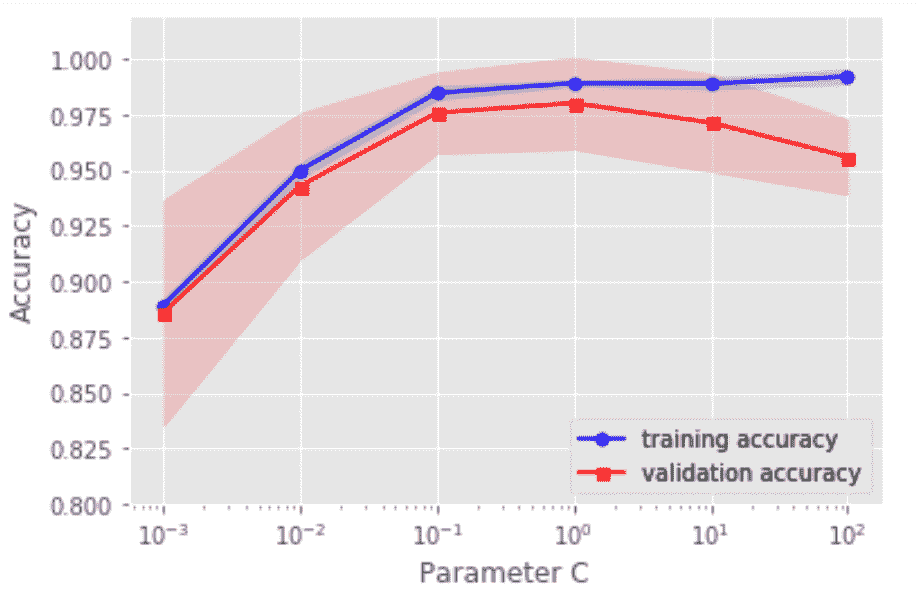 1.000
0.975
0.950
0.925
0.900
0.875
0.850
0.825
0.800
Accuracy
training accuracy
validation accuracy
10⁻³ 10⁻² 10⁻¹ 10⁰ 10¹ 10²
Parameter C